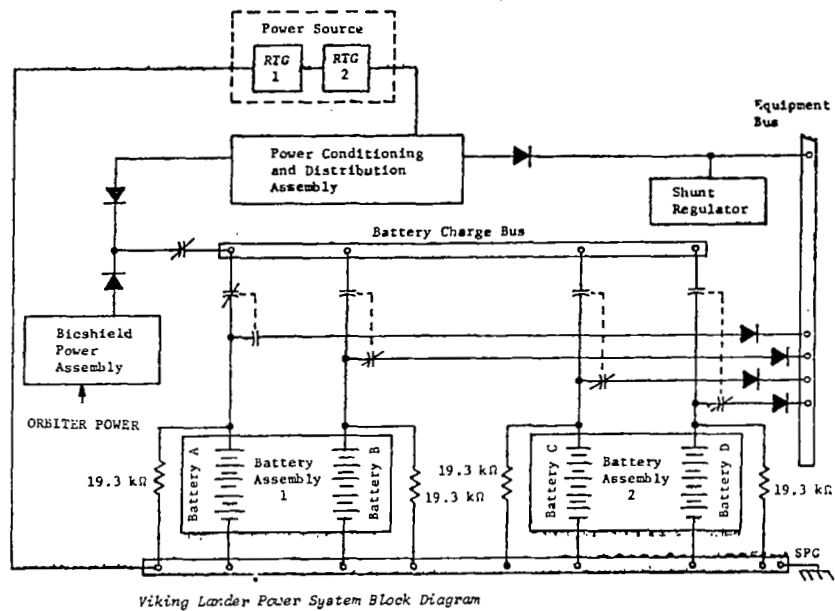 Power Source
RTG
1
RTG
2
Equipment
Bus
Power Conditioning
and Distribution
Assembly
Shunt
Regulator
Battery Charge Bus
Bioshield
Power
Assembly
ORBITER POWER
19.3 kΩ
Battery A
Battery Assembly
1
Battery B
19.3 kΩ
19.3 kΩ
Battery C
Battery
Assembly
2
Battery D
19.3 kΩ
SPG
Viking Lander Power System Block Diagram